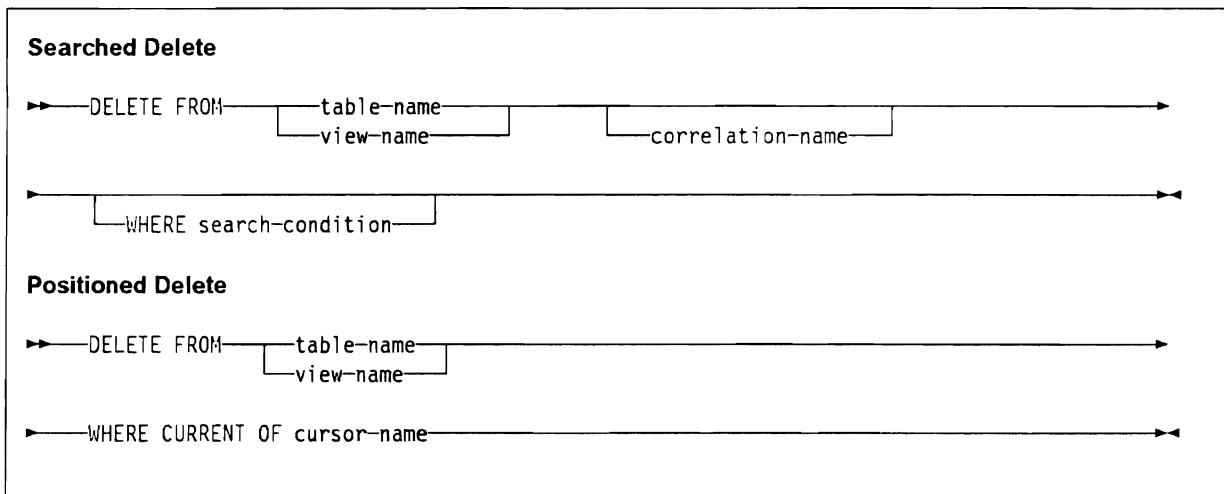 Searched Delete
DELETE FROM table-name correlation-name
view-name
WHERE search-condition
Positioned Delete
DELETE FROM table-name
view-name
WHERE CURRENT OF cursor-name